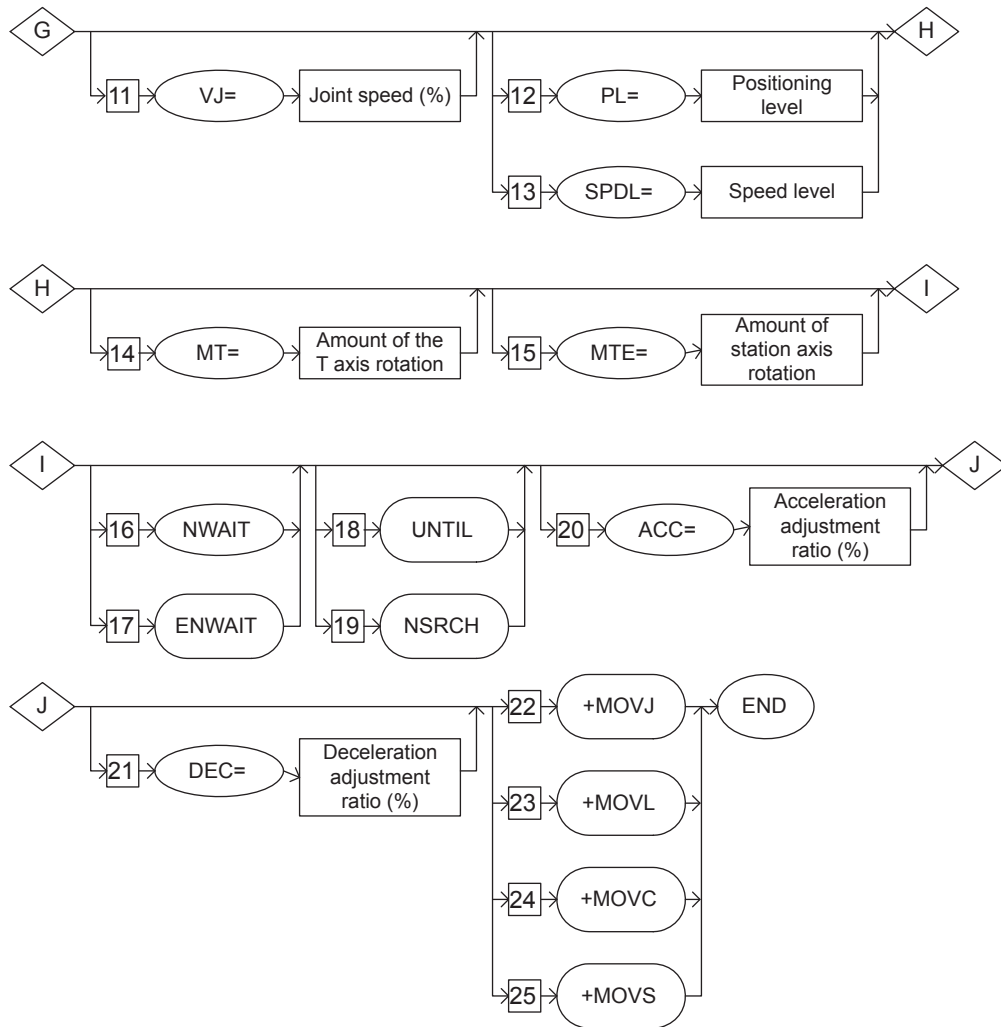 G
H
11
VJ=
Joint speed (%)
12
PL=
Positioning
level
13
SPDL=
Speed level
H
I
14
MT=
Amount of the
T axis rotation
15
MTE=
Amount of
station axis
rotation
I
J
16
NWAIT
18
UNTIL
20
ACC=
Acceleration
adjustment
ratio (%)
17
ENWAIT
19
NSRCH
J
22
+MOVJ
END
21
DEC=
Deceleration
adjustment
ratio (%)
23
+MOVL
24
+MOVC
25
+MOVS